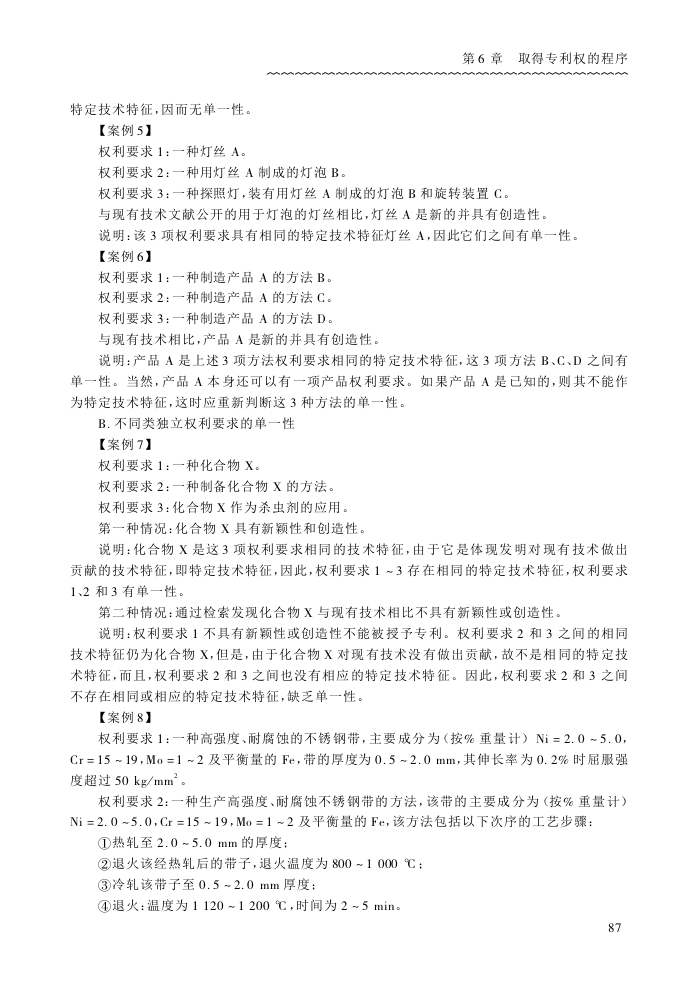 第 6 章　取得专利权的程序
特定技术特征,因而无单一性。
【案例 5】
权利要求 1:一种灯丝 A。
权利要求 2:一种用灯丝 A 制成的灯泡 B。
权利要求 3:一种探照灯,装有用灯丝 A 制成的灯泡 B 和旋转装置 C。
与现有技术文献公开的用于灯泡的灯丝相比,灯丝 A 是新的并具有创造性。
说明:该 3 项权利要求具有相同的特定技术特征灯丝 A,因此它们之间有单一性。
【案例 6】
权利要求 1:一种制造产品 A 的方法 B。
权利要求 2:一种制造产品 A 的方法 C。
权利要求 3:一种制造产品 A 的方法 D。
与现有技术相比,产品 A 是新的并具有创造性。
说明:产品 A 是上述 3 项方法权利要求相同的特定技术特征,这 3 项方法 B、C、D 之间有
单一性。当然,产品 A 本身还可以有一项产品权利要求。如果产品 A 是已知的,则其不能作
为特定技术特征,这时应重新判断这 3 种方法的单一性。
B. 不同类独立权利要求的单一性
【案例 7】
权利要求 1:一种化合物 X。
权利要求 2:一种制备化合物 X 的方法。
权利要求 3:化合物 X 作为杀虫剂的应用。
第一种情况:化合物 X 具有新颖性和创造性。
说明:化合物 X 是这 3 项权利要求相同的技术特征,由于它是体现发明对现有技术做出
贡献的技术特征,即特定技术特征,因此,权利要求 1 ~ 3 存在相同的特定技术特征,权利要求
1、2 和 3 有单一性。
第二种情况:通过检索发现化合物 X 与现有技术相比不具有新颖性或创造性。
说明:权利要求 1 不具有新颖性或创造性不能被授予专利。权利要求 2 和 3 之间的相同
技术特征仍为化合物 X,但是,由于化合物 X 对现有技术没有做出贡献,故不是相同的特定技
术特征,而且,权利要求 2 和 3 之间也没有相应的特定技术特征。因此,权利要求 2 和 3 之间
不存在相同或相应的特定技术特征,缺乏单一性。
【案例 8】
权利要求 1:一种高强度、耐腐蚀的不锈钢带,主要成分为(按% 重量计) Ni = 2. 0 ~ 5. 0,
Cr = 15 ~ 19,Mo = 1 ~ 2 及平衡量的 Fe,带的厚度为 0. 5 ~ 2. 0 mm,其伸长率为 0. 2% 时屈服强
度超过 50 kg/mm²。
权利要求 2:一种生产高强度、耐腐蚀不锈钢带的方法,该带的主要成分为(按% 重量计)
Ni = 2. 0 ~ 5. 0,Cr = 15 ~ 19,Mo = 1 ~ 2 及平衡量的 Fe,该方法包括以下次序的工艺步骤:
①热轧至 2. 0 ~ 5. 0 mm 的厚度;
②退火该经热轧后的带子,退火温度为 800 ~ 1 000 ℃;
③冷轧该带子至 0. 5 ~ 2. 0 mm 厚度;
④退火:温度为 1 120 ~ 1 200 ℃,时间为 2 ~ 5 min。
87